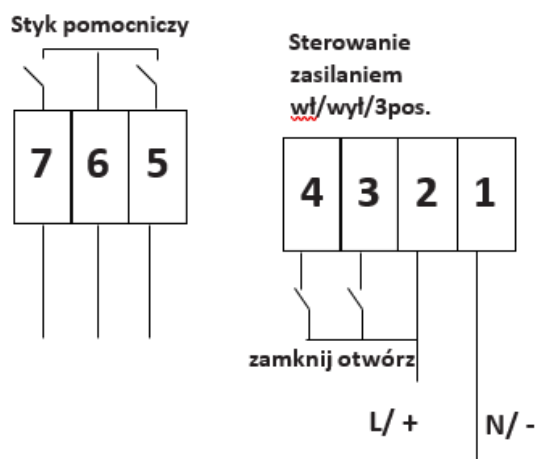 Styk pomocniczy
7 6 5
Sterowanie
zasilaniem
wł/wył/3pos.
4 3 2 1
zamknij otwórz
L/ + N/ -